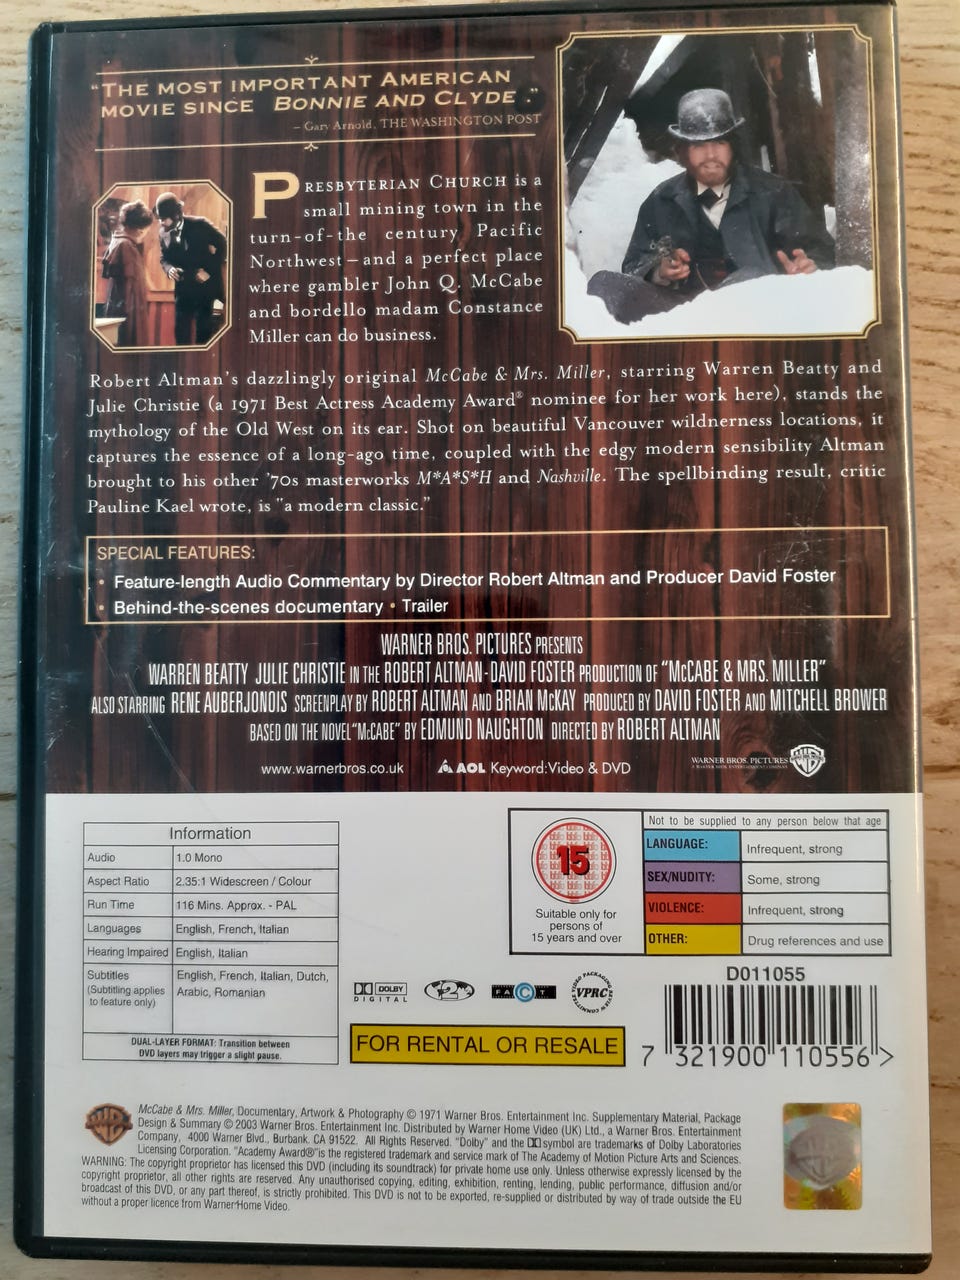 "THE MOST IMPORTANT AMERICAN
MOVIE SINCE BONNIE AND CLYDE."
– Gary Arnold, THE WASHINGTON POST
PRESBYTERIAN CHURCH is a
small mining town in the
turn-of-the century Pacific
Northwest—and a perfect place
where gambler John Q. McCabe
and bordello madam Constance
Miller can do business.
Robert Altman's dazzlingly original McCabe & Mrs. Miller, starring Warren Beatty and
Julie Christie (a 1971 Best Actress Academy Award® nominee for her work here), stands the
mythology of the Old West on its ear. Shot on beautiful Vancouver wildnerness locations, it
captures the essence of a long-ago time, coupled with the edgy modern sensibility Altman
brought to his other '70s masterworks M*A*S*H and Nashville. The spellbinding result, critic
Pauline Kael wrote, is "a modern classic."
SPECIAL FEATURES:
• Feature-length Audio Commentary by Director Robert Altman and Producer David Foster
• Behind-the-scenes documentary • Trailer
WARNER BROS. PICTURES PRESENTS
WARREN BEATTY JULIE CHRISTIE IN THE ROBERT ALTMAN - DAVID FOSTER PRODUCTION OF "McCABE & MRS. MILLER"
ALSO STARRING RENE AUBERJONOIS SCREENPLAY BY ROBERT ALTMAN AND BRIAN McKAY PRODUCED BY DAVID FOSTER AND MITCHELL BROWER
BASED ON THE NOVEL "McCABE" BY EDMUND NAUGHTON DIRECTED BY ROBERT ALTMAN
www.warnerbros.co.uk AOL Keyword: Video & DVD WARNER BROS. PICTURES
Information
Audio 1.0 Mono
Aspect Ratio 2.35:1 Widescreen / Colour
Run Time 116 Mins. Approx. - PAL
Languages English, French, Italian
Hearing Impaired English, Italian
Subtitles English, French, Italian, Dutch,
(Subtitling applies Arabic, Romanian
to feature only)
DUAL-LAYER FORMAT: Transition between
DVD layers may trigger a slight pause.
15
Suitable only for
persons of
15 years and over
Not to be supplied to any person below that age
LANGUAGE: Infrequent, strong
SEX/NUDITY: Some, strong
VIOLENCE: Infrequent, strong
OTHER: Drug references and use
DOLBY
DIGITAL
2
PACT
VIDEO PACKAGING REVIEW COMMITTEE VPRC
FOR RENTAL OR RESALE
D011055
7 321900 110556 >
McCabe & Mrs. Miller, Documentary, Artwork & Photography © 1971 Warner Bros. Entertainment Inc. Supplementary Material, Package
Design & Summary © 2003 Warner Bros. Entertainment Inc. Distributed by Warner Home Video (UK) Ltd., a Warner Bros. Entertainment
Company, 4000 Warner Blvd., Burbank, CA 91522. All Rights Reserved. "Dolby" and the symbol are trademarks of Dolby Laboratories
Licensing Corporation. "Academy Award®" is the registered trademark and service mark of The Academy of Motion Picture Arts and Sciences.
WARNING: The copyright proprietor has licensed this DVD (including its soundtrack) for private home use only. Unless otherwise expressly licensed by the
copyright proprietor, all other rights are reserved. Any unauthorised copying, editing, exhibition, renting, lending, public performance, diffusion and/or
broadcast of this DVD, or any part thereof, is strictly prohibited. This DVD is not to be exported, re-supplied or distributed by way of trade outside the EU
without a proper licence from Warner Home Video.